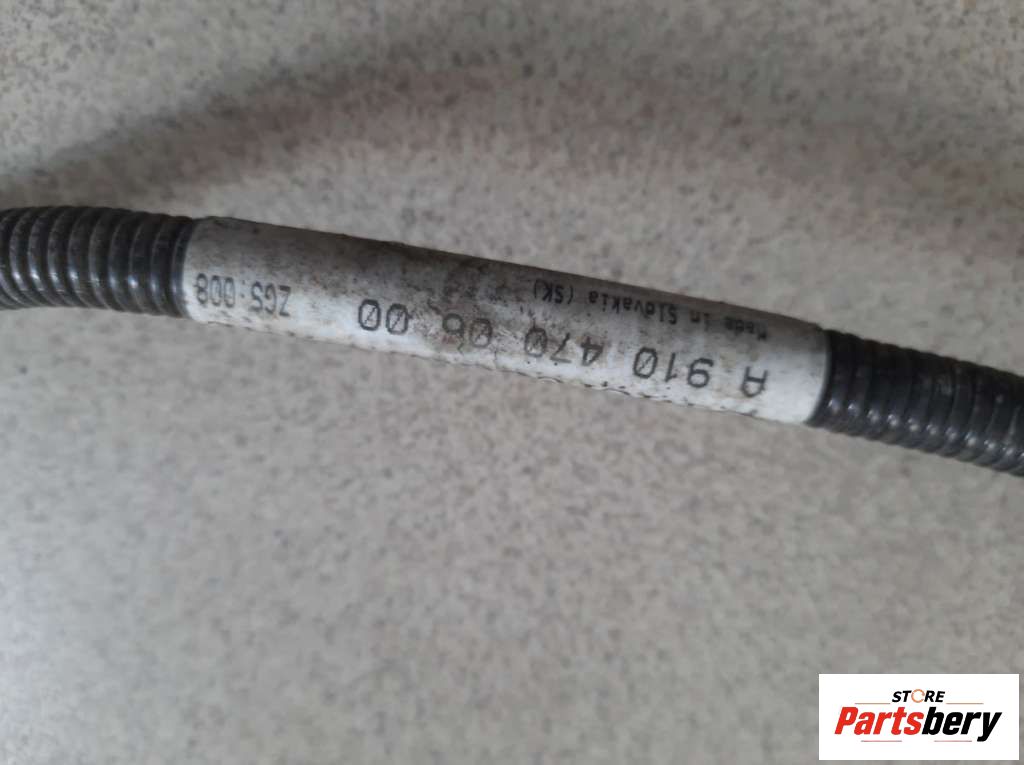 Made in Slovakia (SK)
A 910 470 06 00
ZGS:008
STORE
Partsbery